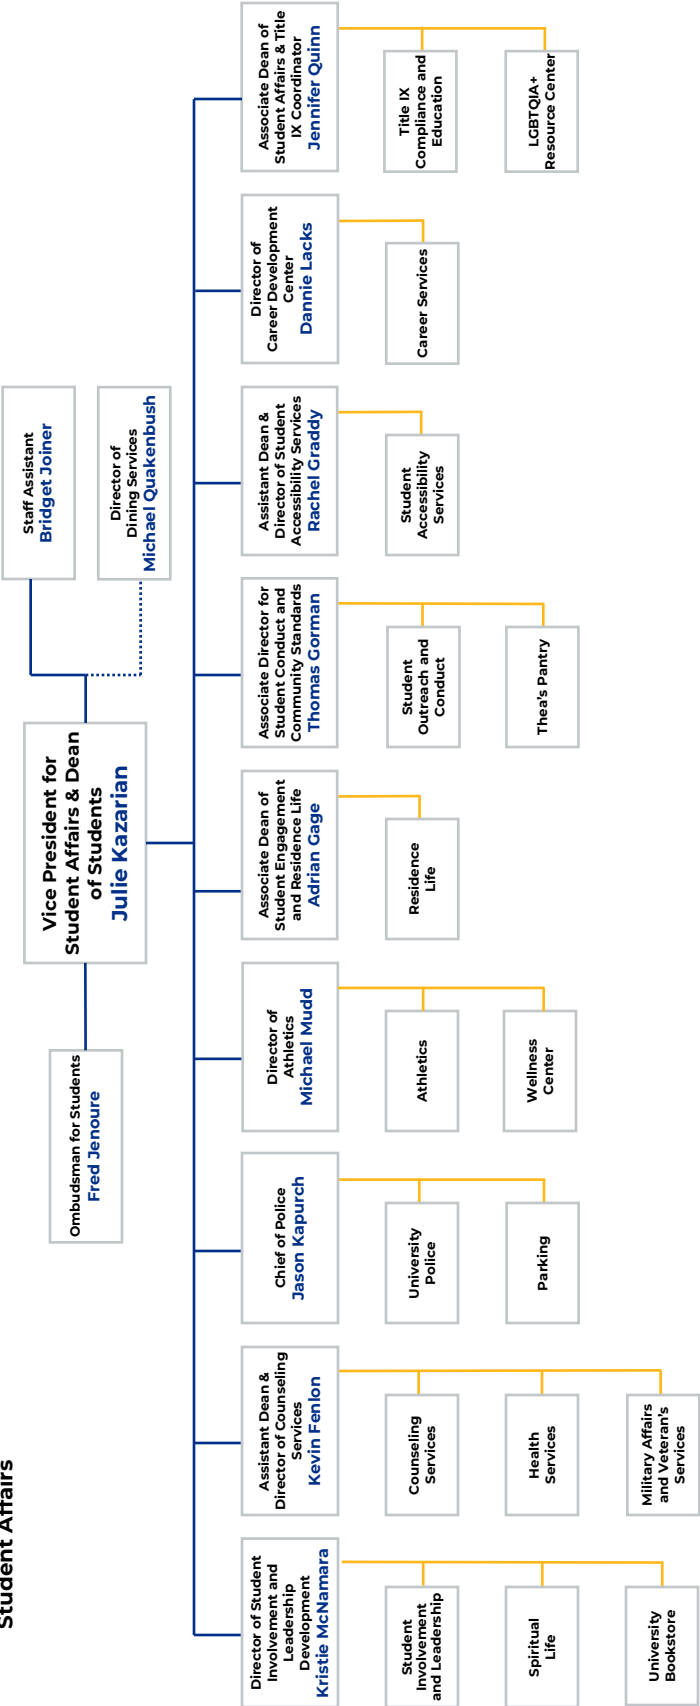 Student Affairs
Staff Assistant
Bridget Joiner
Director of
Dining Services
Michael Quakenbush
Vice President for
Student Affairs & Dean
of Students
Julie Kazarian
Ombudsman for Students
Fred Jenoure
Director of Student
Involvement and
Leadership
Development
Kristie McNamara
Student
Involvement
and Leadership
Spiritual
Life
University
Bookstore
Assistant Dean &
Director of Counseling
Services
Kevin Fenlon
Counseling
Services
Health
Services
Military Affairs
and Veteran's
Services
Chief of Police
Jason Kapurch
University
Police
Parking
Director of
Athletics
Michael Mudd
Athletics
Wellness
Center
Associate Dean of
Student Engagement
and Residence Life
Adrian Gage
Residence
Life
Associate Director for
Student Conduct and
Community Standards
Thomas Gorman
Student
Outreach and
Conduct
Thea's Pantry
Assistant Dean &
Director of Student
Accessibility Services
Rachel Graddy
Student
Accessibility
Services
Director of
Career Development
Center
Dannie Lacks
Career Services
Associate Dean of
Student Affairs & Title
IX Coordinator
Jennifer Quinn
Title IX
Compliance and
Education
LGBTQIA+
Resource Center